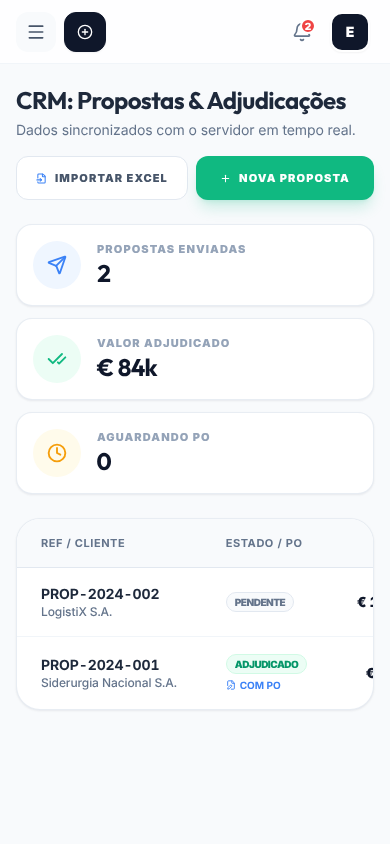 2
E
CRM: Propostas & Adjudicações
Dados sincronizados com o servidor em tempo real.
IMPORTAR EXCEL
NOVA PROPOSTA
PROPOSTAS ENVIADAS
2
VALOR ADJUDICADO
€ 84k
AGUARDANDO PO
0
REF / CLIENTE ESTADO / PO
PROP-2024-002
LogistiX S.A.
PENDENTE
€
PROP-2024-001
Siderurgia Nacional S.A.
ADJUDICADO
COM PO
€